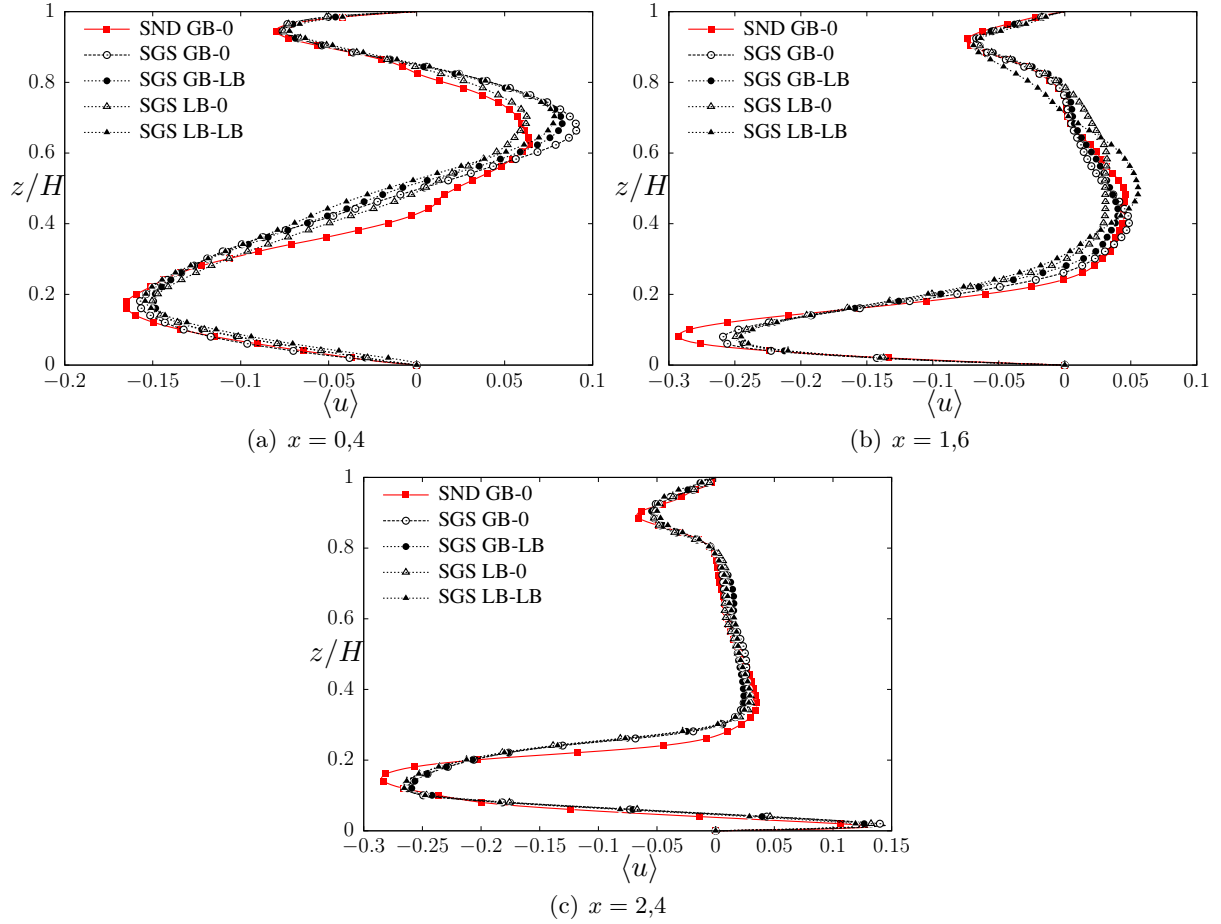 1
0.8
0.6
z/H
0.4
0.2
0
−0.2
−0.15
−0.1
−0.05
0
0.05
0.1
⟨u⟩
SND GB-0
SGS GB-0
SGS GB-LB
SGS LB-0
SGS LB-LB
(a) x = 0,4
1
0.8
0.6
z/H
0.4
0.2
0
−0.3
−0.25
−0.2
−0.15
−0.1
−0.05
0
0.05
0.1
⟨u⟩
SND GB-0
SGS GB-0
SGS GB-LB
SGS LB-0
SGS LB-LB
(b) x = 1,6
1
0.8
0.6
z/H
0.4
0.2
0
−0.3
−0.25
−0.2
−0.15
−0.1
−0.05
0
0.05
0.1
0.15
⟨u⟩
SND GB-0
SGS GB-0
SGS GB-LB
SGS LB-0
SGS LB-LB
(c) x = 2,4